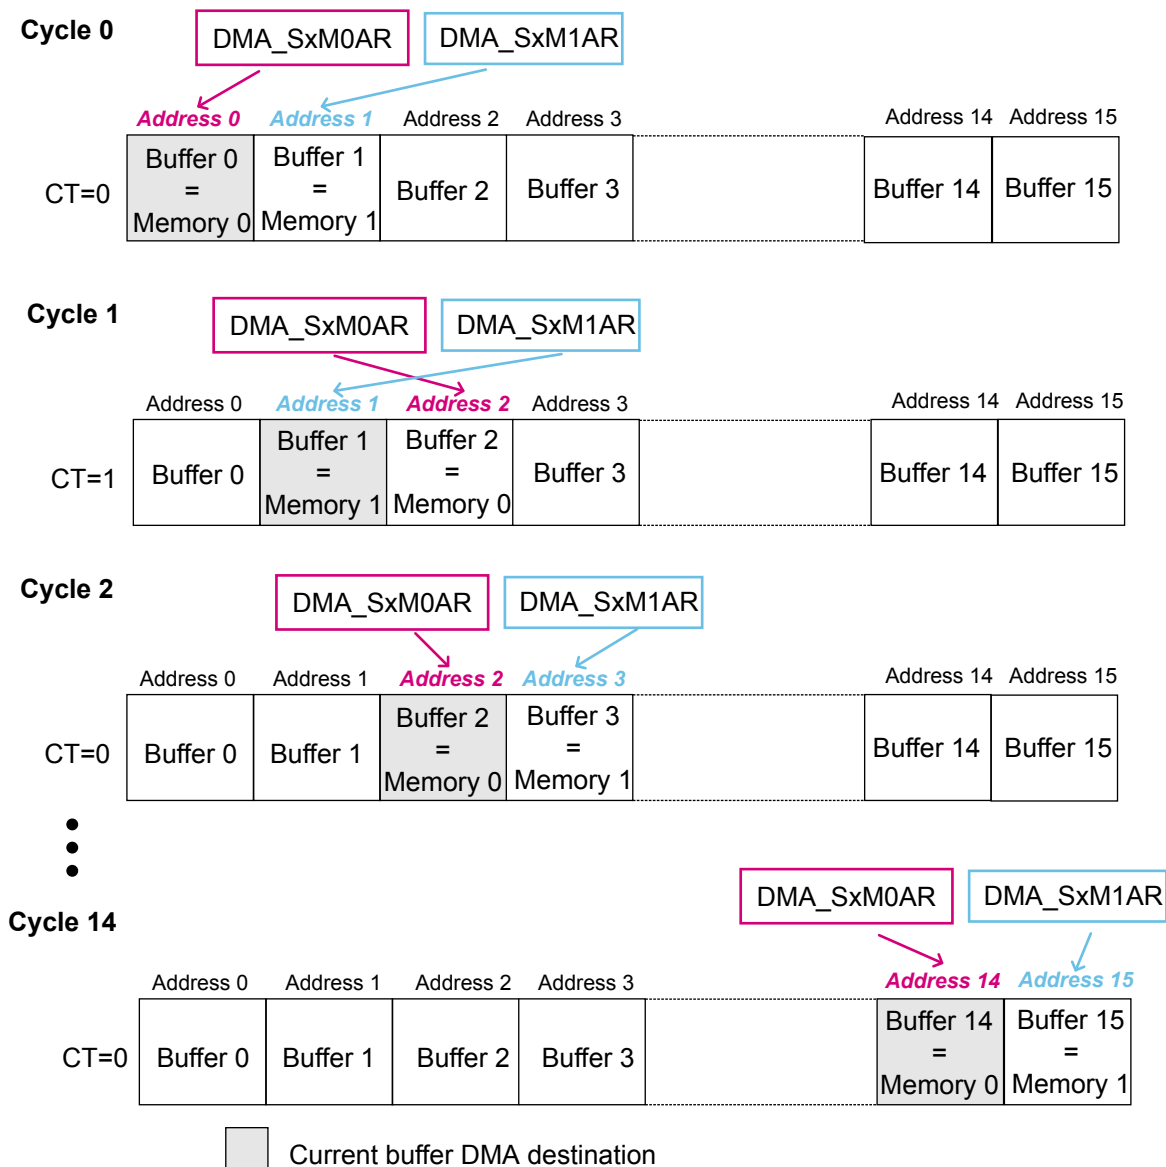 Cycle 0
DMA_SxM0AR DMA_SxM1AR
Address 0 Address 1 Address 2 Address 3 Address 14 Address 15
CT=0
Buffer 0
=
Memory 0
Buffer 1
=
Memory 1
Buffer 2
Buffer 3
Buffer 14
Buffer 15
Cycle 1
DMA_SxM0AR DMA_SxM1AR
Address 0 Address 1 Address 2 Address 3 Address 14 Address 15
CT=1
Buffer 0
Buffer 1
=
Memory 1
Buffer 2
=
Memory 0
Buffer 3
Buffer 14
Buffer 15
Cycle 2
DMA_SxM0AR DMA_SxM1AR
Address 0 Address 1 Address 2 Address 3 Address 14 Address 15
CT=0
Buffer 0
Buffer 1
Buffer 2
=
Memory 0
Buffer 3
=
Memory 1
Buffer 14
Buffer 15
Cycle 14
DMA_SxM0AR DMA_SxM1AR
Address 0 Address 1 Address 2 Address 3 Address 14 Address 15
CT=0
Buffer 0
Buffer 1
Buffer 2
Buffer 3
Buffer 14
=
Memory 0
Buffer 15
=
Memory 1
Current buffer DMA destination